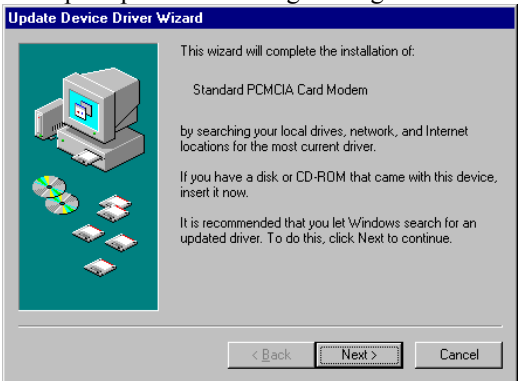 Update Device Driver Wizard
This wizard will complete the installation of:
Standard PCMCIA Card Modem
by searching your local drives, network, and Internet
locations for the most current driver.
If you have a disk or CD-ROM that came with this device,
insert it now.
It is recommended that you let Windows search for an
updated driver. To do this, click Next to continue.
< Back
Next >
Cancel